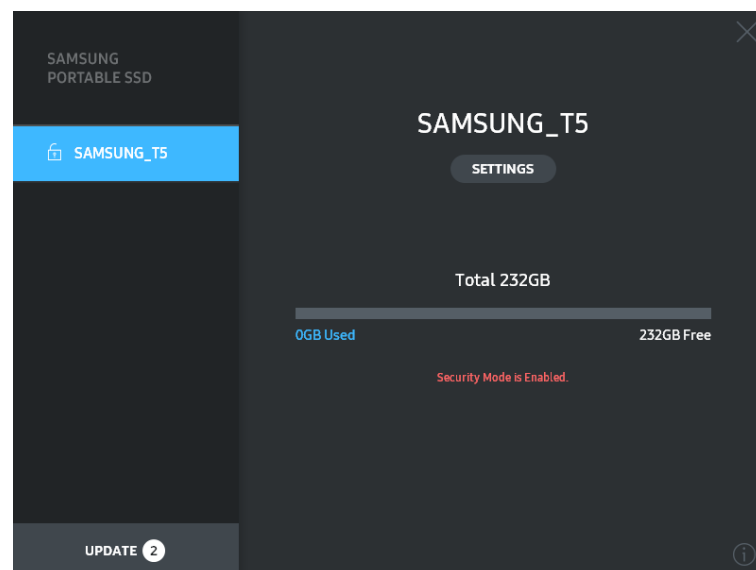 SAMSUNG
PORTABLE SSD
SAMSUNG_T5
UPDATE 2
SAMSUNG_T5
SETTINGS
Total 232GB
0GB Used
232GB Free
Security Mode is Enabled.